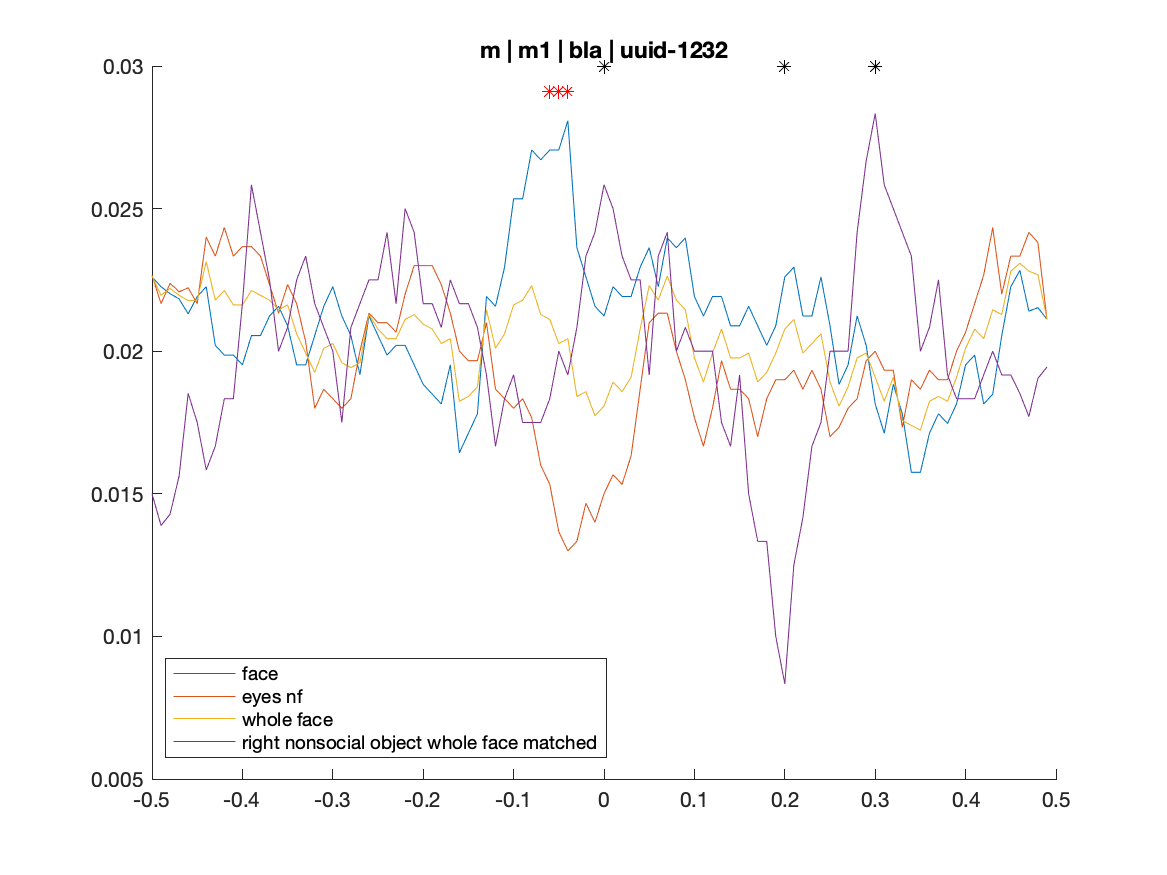 m | m1 | bla | uuid-1232
0.03
0.025
0.02
0.015
0.01
0.005
face
eyes nf
whole face
right nonsocial object whole face matched
-0.5 -0.4 -0.3 -0.2 -0.1 0 0.1 0.2 0.3 0.4 0.5